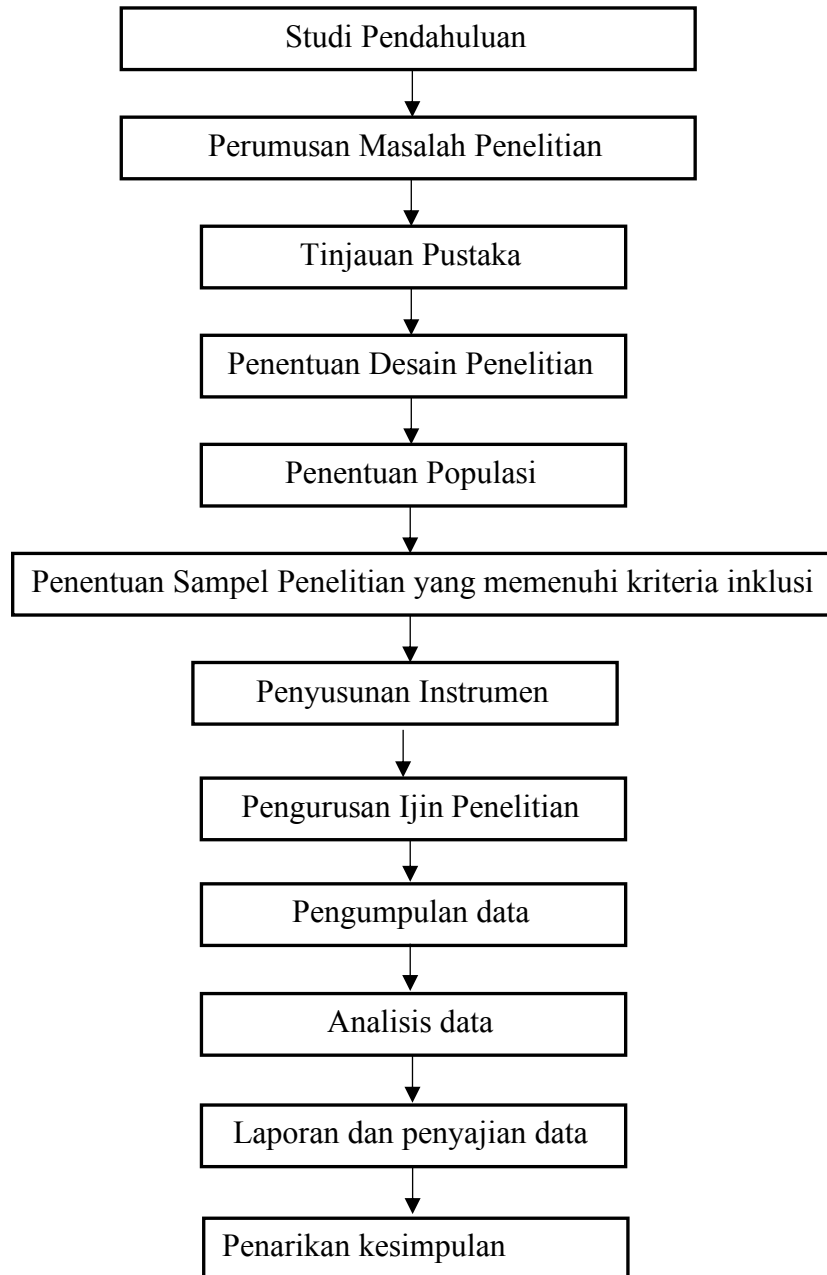 Studi Pendahuluan
Perumusan Masalah Penelitian
Tinjauan Pustaka
Penentuan Desain Penelitian
Penentuan Populasi
Penentuan Sampel Penelitian yang memenuhi kriteria inklusi
Penyusunan Instrumen
Pengurusan Ijin Penelitian
Pengumpulan data
Analisis data
Laporan dan penyajian data
Penarikan kesimpulan